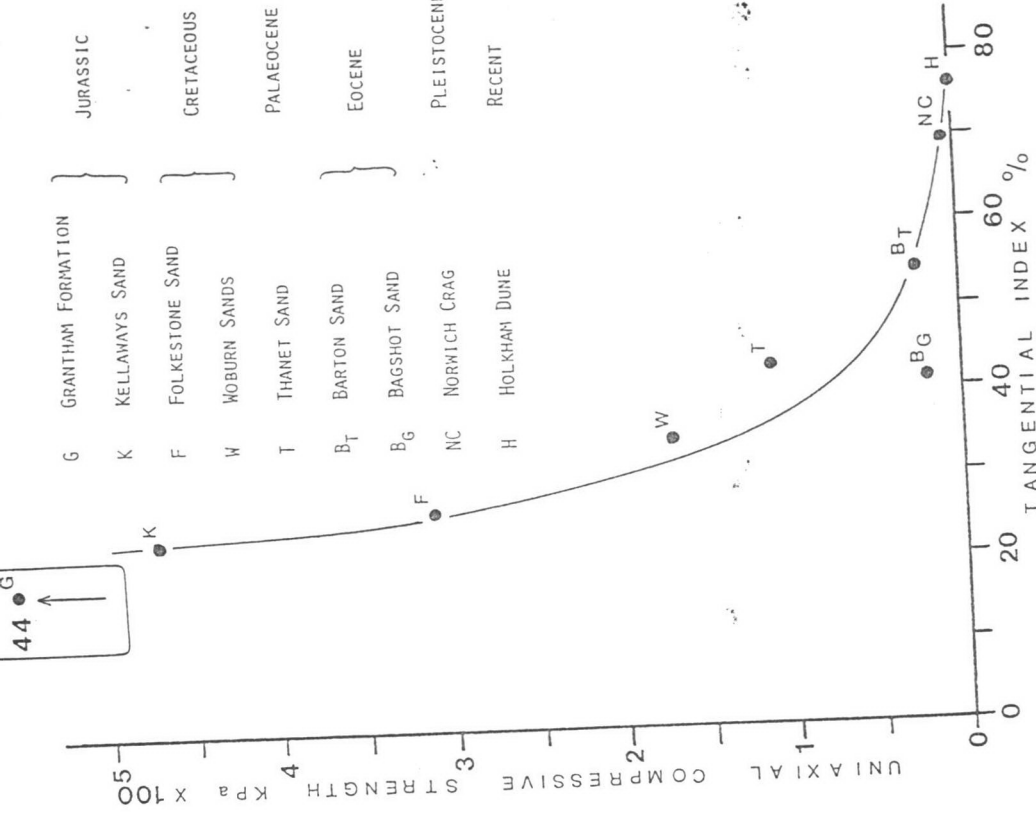 44
G
K
F
W
T
BG
BT
NC
H
G GRANTHAM FORMATION
K KELLAWAYS SAND
JURASSIC
F FOLKESTONE SAND
W WOBURN SANDS
CRETACEOUS
T THANET SAND
PALAEOCENE
BT BARTON SAND
BG BAGSHOT SAND
EOCENE
NC NORWICH CRAG
PLEISTOCENE
H HOLKHAM DUNE
RECENT
5
4
3
2
1
0
UNIAXIAL COMPRESSIVE STRENGTH KPa X 100
0
20
40
60
80
TANGENTIAL INDEX %